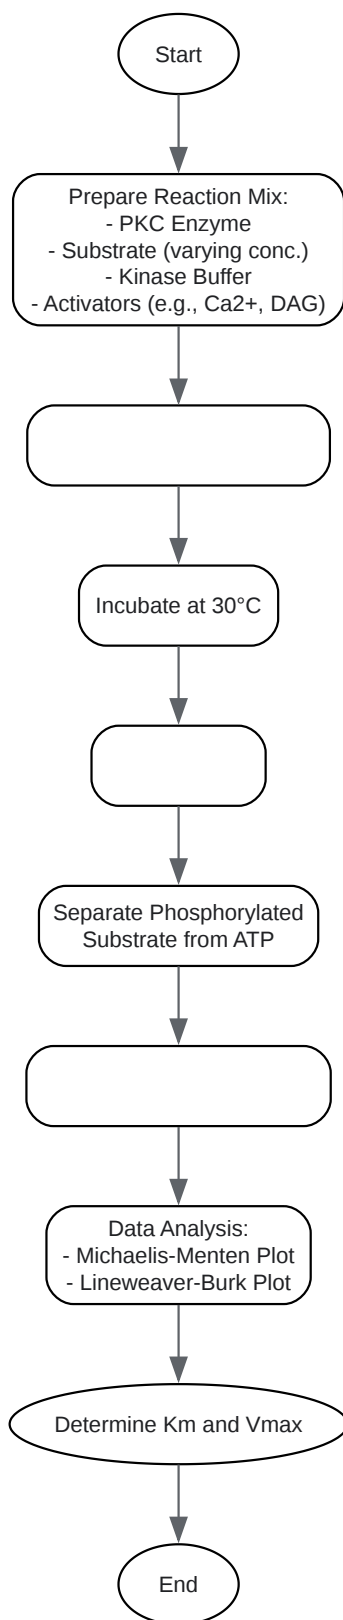 Start
Prepare Reaction Mix:
- PKC Enzyme
- Substrate (varying conc.)
- Kinase Buffer
- Activators (e.g., Ca2+, DAG)
Incubate at 30°C
Separate Phosphorylated
Substrate from ATP
Data Analysis:
- Michaelis-Menten Plot
- Lineweaver-Burk Plot
Determine Km and Vmax
End